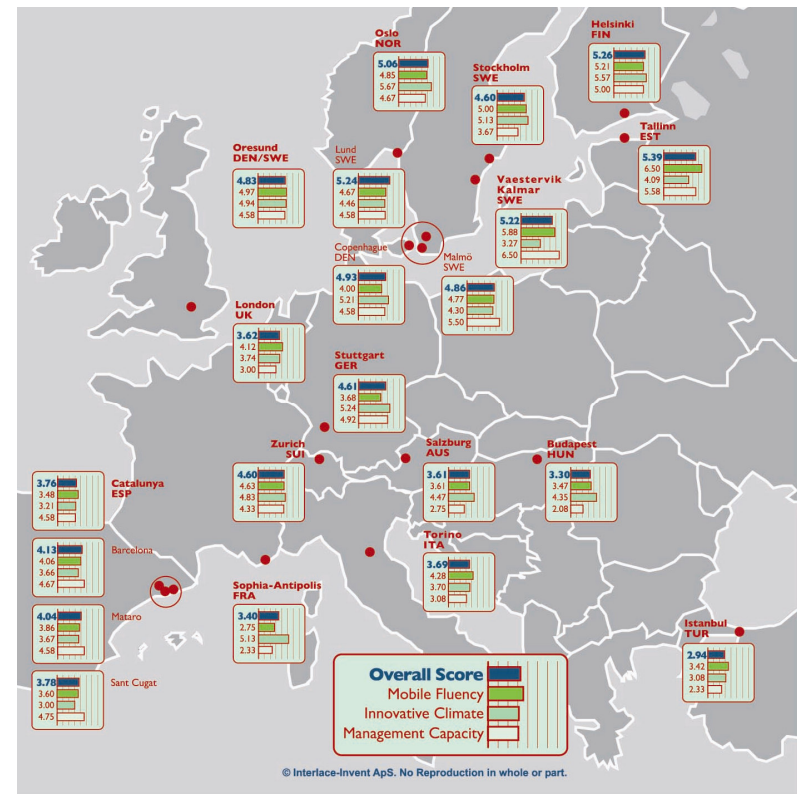 Oslo
NOR
5.06
4.85
5.67
4.67
Helsinki
FIN
5.26
5.21
5.57
5.00
Stockholm
SWE
4.60
5.00
5.13
3.67
Tallinn
EST
5.39
6.50
4.09
5.58
Oresund
DEN/SWE
4.83
4.97
4.94
4.58
Lund
SWE
5.24
4.67
4.46
4.58
Vaestervik
Kalmar
SWE
5.22
5.88
3.27
6.50
Copenhague
DEN
4.93
4.00
5.21
4.58
Malmö
SWE
4.86
4.77
4.30
5.50
London
UK
3.62
4.12
3.74
3.00
Stuttgart
GER
4.61
3.68
5.24
4.92
Zurich
SUI
4.60
4.63
4.83
4.33
Salzburg
AUS
3.61
3.61
4.47
2.75
Budapest
HUN
3.30
3.47
4.35
2.08
Catalunya
ESP
3.76
3.48
3.21
4.58
Barcelona
4.13
4.06
3.66
4.67
Mataro
4.04
3.86
3.67
4.58
Sant Cugat
3.78
3.60
3.00
4.75
Torino
ITA
3.69
4.28
3.70
3.08
Sophia-Antipolis
FRA
3.40
2.75
5.13
2.33
Istanbul
TUR
2.94
3.42
3.08
2.33
Overall Score
Mobile Fluency
Innovative Climate
Management Capacity
© Interlace-Invent ApS. No Reproduction in whole or part.